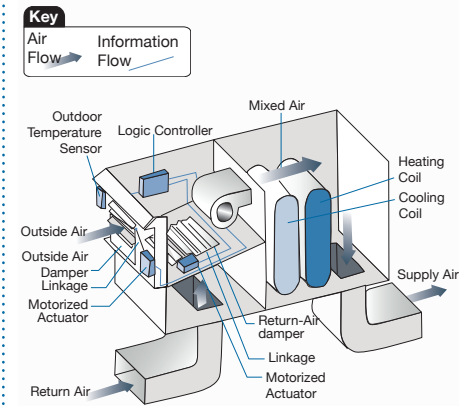 Key
Air
Flow
Information
Flow
Mixed Air
Outdoor
Temperature
Sensor
Logic Controller
Heating
Coil
Cooling
Coil
Outside Air
Outside Air
Damper
Linkage
Motorized
Actuator
Supply Air
Return-Air
damper
Linkage
Motorized
Actuator
Return Air